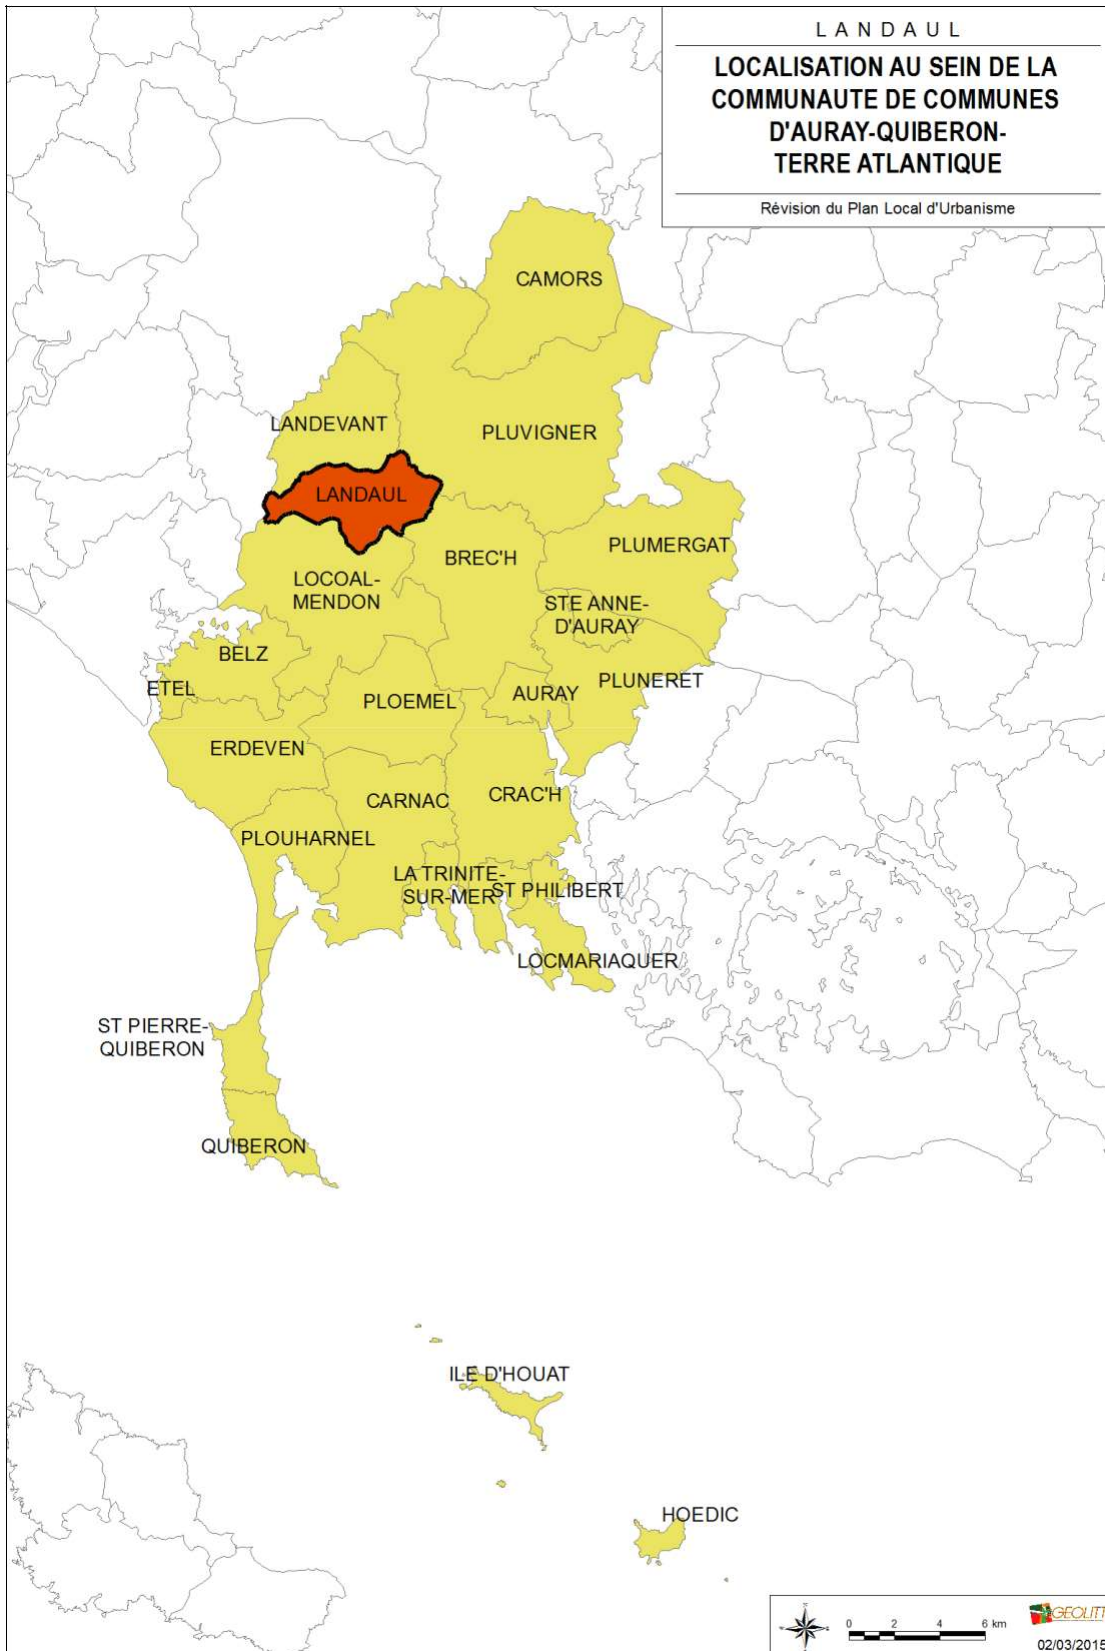 LANDAUL
LOCALISATION AU SEIN DE LA
COMMUNAUTE DE COMMUNES
D'AURAY-QUIBERON-
TERRE ATLANTIQUE
Révision du Plan Local d'Urbanisme
CAMORS
LANDEVANT
PLUVIGNER
LANDAUL
PLUMERGAT
BREC'H
LOCOAL-
MENDON
STE ANNE-
D'AURAY
BELZ
ETEL
PLOEMEL
AURAY
PLUNERET
ERDEVEN
CARNAC
CRAC'H
PLOUHARNEL
LA TRINITE-
SUR-MER
ST PHILIBERT
LOCMARIAQUER
ST PIERRE-
QUIBERON
QUIBERON
ILE D'HOUAT
HOEDIC
0 2 4 6 km
GEOLITT
02/03/2015